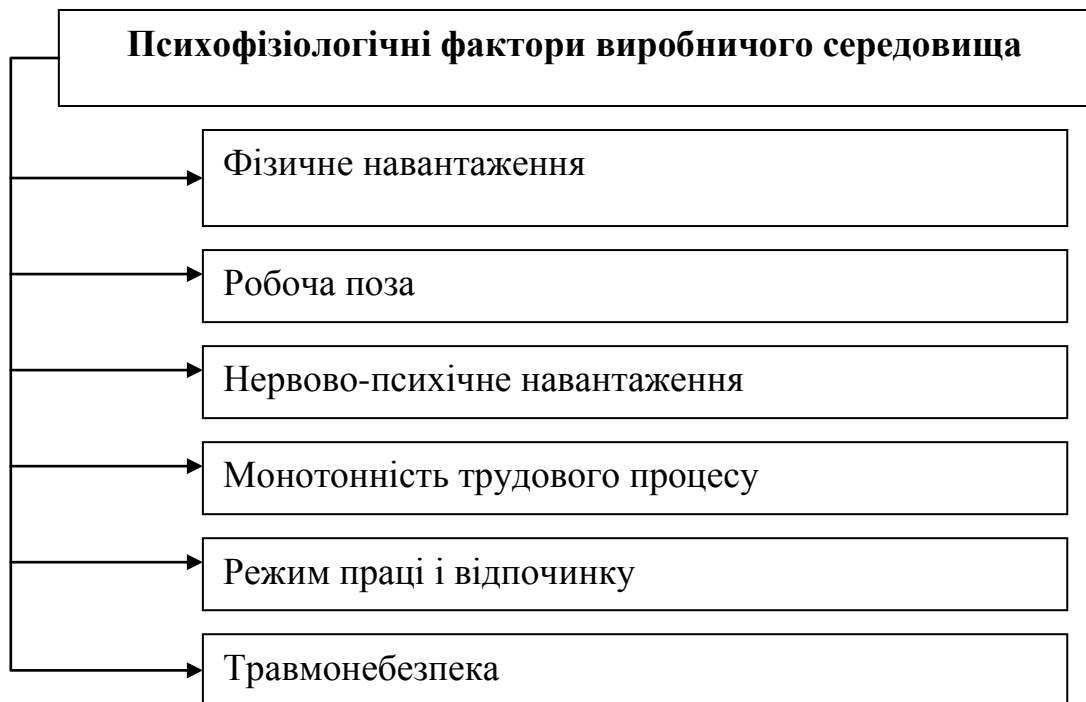 Психофізіологічні фактори виробничого середовища
Фізичне навантаження
Робоча поза
Нервово-психічне навантаження
Монотонність трудового процесу
Режим праці і відпочинку
Травмонебезпека